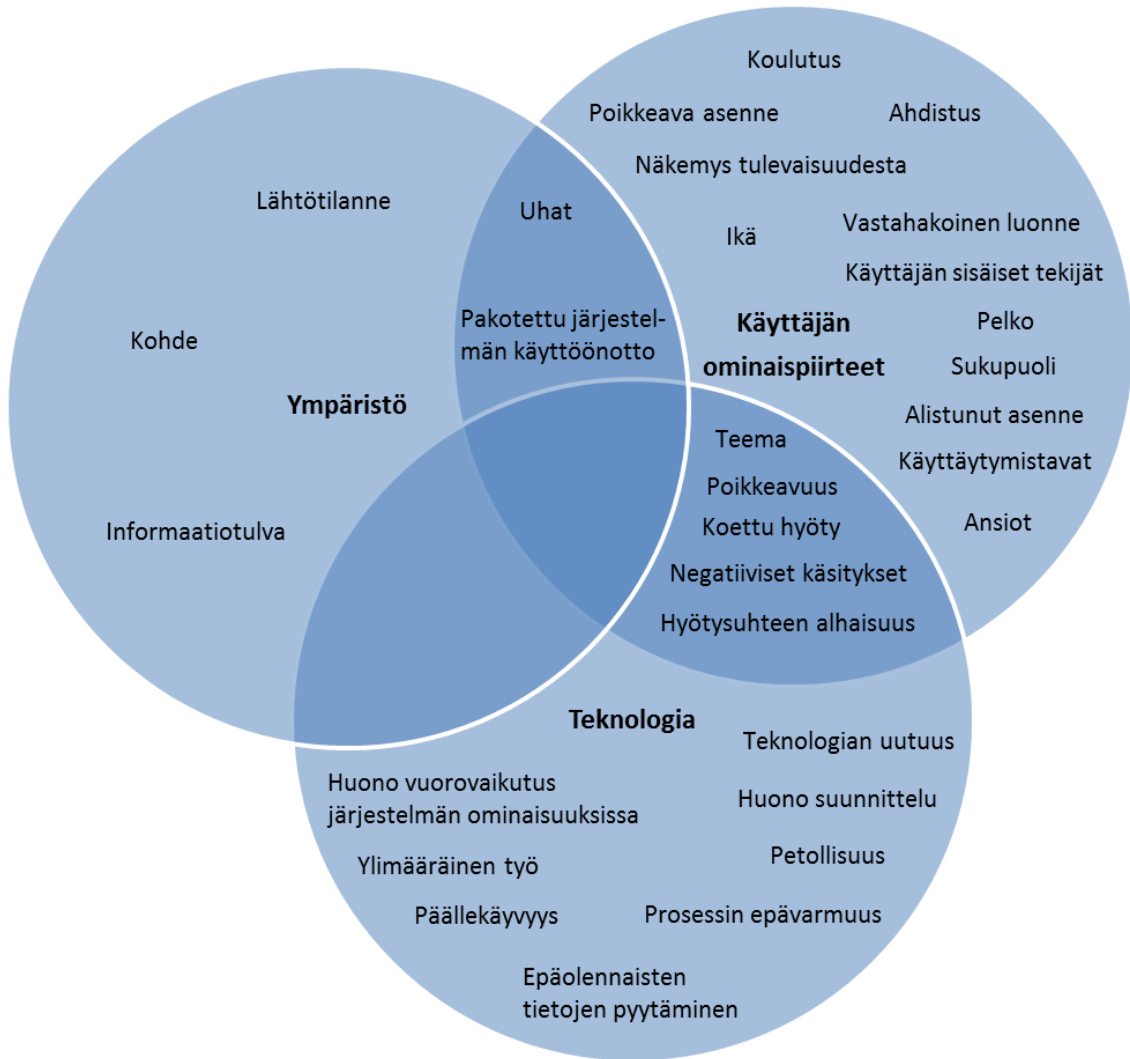 Koulutus
Poikkeava asenne
Ahdistus
Näkemys tulevaisuudesta
Lähtötilanne
Uhat
Ikä
Vastahakoinen luonne
Käyttäjän sisäiset tekijät
Pakotettu järjestel-
män käyttöönotto
Kohde
Käyttäjän
ominaispiirteet
Pelko
Sukupuoli
Ympäristö
Alistunut asenne
Teema
Käyttäytymistavat
Poikkeavuus
Koettu hyöty
Ansiot
Informaatiotulva
Negatiiviset käsitykset
Hyötysuhteen alhaisuus
Teknologia
Teknologian uutuus
Huono vuorovaikutus
järjestelmän ominaisuuksissa
Huono suunnittelu
Ylimääräinen työ
Petollisuus
Päällekäyvyys
Prosessin epävarmuus
Epäolennaisten
tietojen pyytäminen